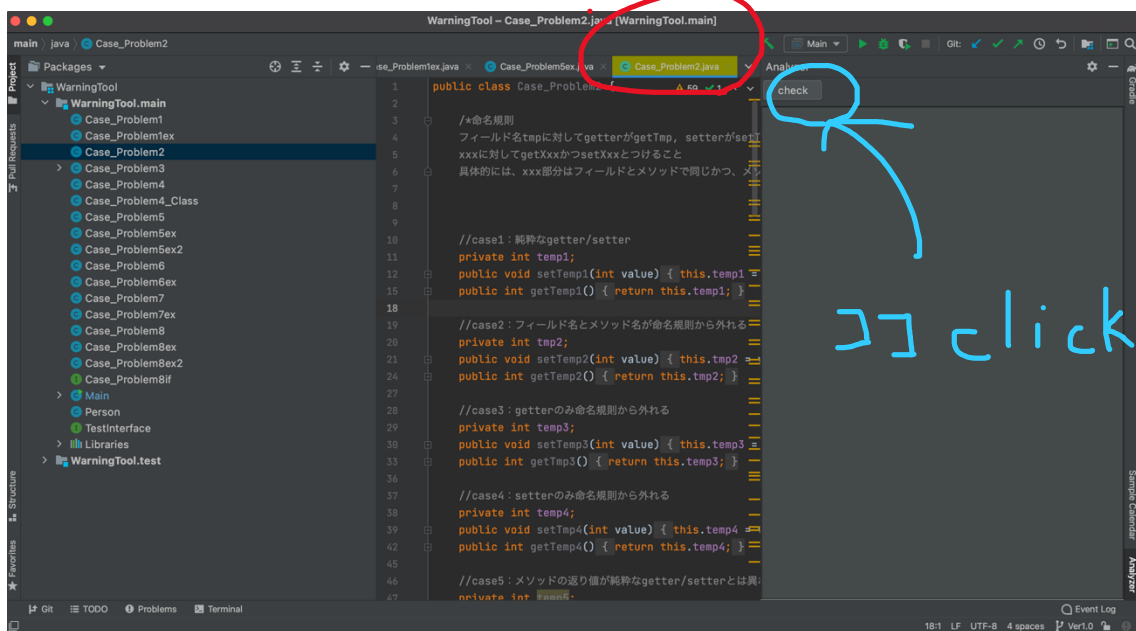 WarningTool – Case_Problem2.java [WarningTool.main]
main 〉 java 〉 Case_Problem2
Main
Git:
Project
Pull Requests
Structure
Favorites
Packages
WarningTool
WarningTool.main
Case_Problem1
Case_Problem1ex
Case_Problem2
Case_Problem3
Case_Problem4
Case_Problem4_Class
Case_Problem5
Case_Problem5ex
Case_Problem5ex2
Case_Problem6
Case_Problem6ex
Case_Problem7
Case_Problem7ex
Case_Problem8
Case_Problem8ex
Case_Problem8ex2
Case_Problem8if
Main
Person
TestInterface
Libraries
WarningTool.test
se_Problem1ex.java
Case_Problem5ex.java
Case_Problem2.java
1 public class Case_Problem2 {
59 1
2
3 /*命名規則
4 フィールド名tmpに対してgetterがgetTmp, setterがsetT
5 xxxに対してgetXxxかつsetXxxとつけること
6 具体的には、xxx部分はフィールドとメソッドで同じかつ、メソ
7
8
9
10 //case1：純粋なgetter/setter
11 private int temp1;
12 public void setTemp1(int value) { this.temp1 =
15 public int getTemp1() { return this.temp1; }
18
19 //case2：フィールド名とメソッド名が命名規則から外れる
20 private int tmp2;
21 public void setTemp2(int value) { this.tmp2 =
24 public int getTemp2() { return this.tmp2; }
27
28 //case3：getterのみ命名規則から外れる
29 private int temp3;
30 public void setTemp3(int value) { this.temp3 =
33 public int getTmp3() { return this.temp3; }
36
37 //case4：setterのみ命名規則から外れる
38 private int temp4;
39 public void setTmp4(int value) { this.temp4 =
42 public int getTemp4() { return this.temp4; }
45
46 //case5：メソッドの返り値が純粋なgetter/setterとは異な
47 private int temp5;
Analyzer
check
ココclick
Gradle
Sample Calendar
Analyzer
Git
TODO
Problems
Terminal
Event Log
18:1 LF UTF-8 4 spaces Ver1.0